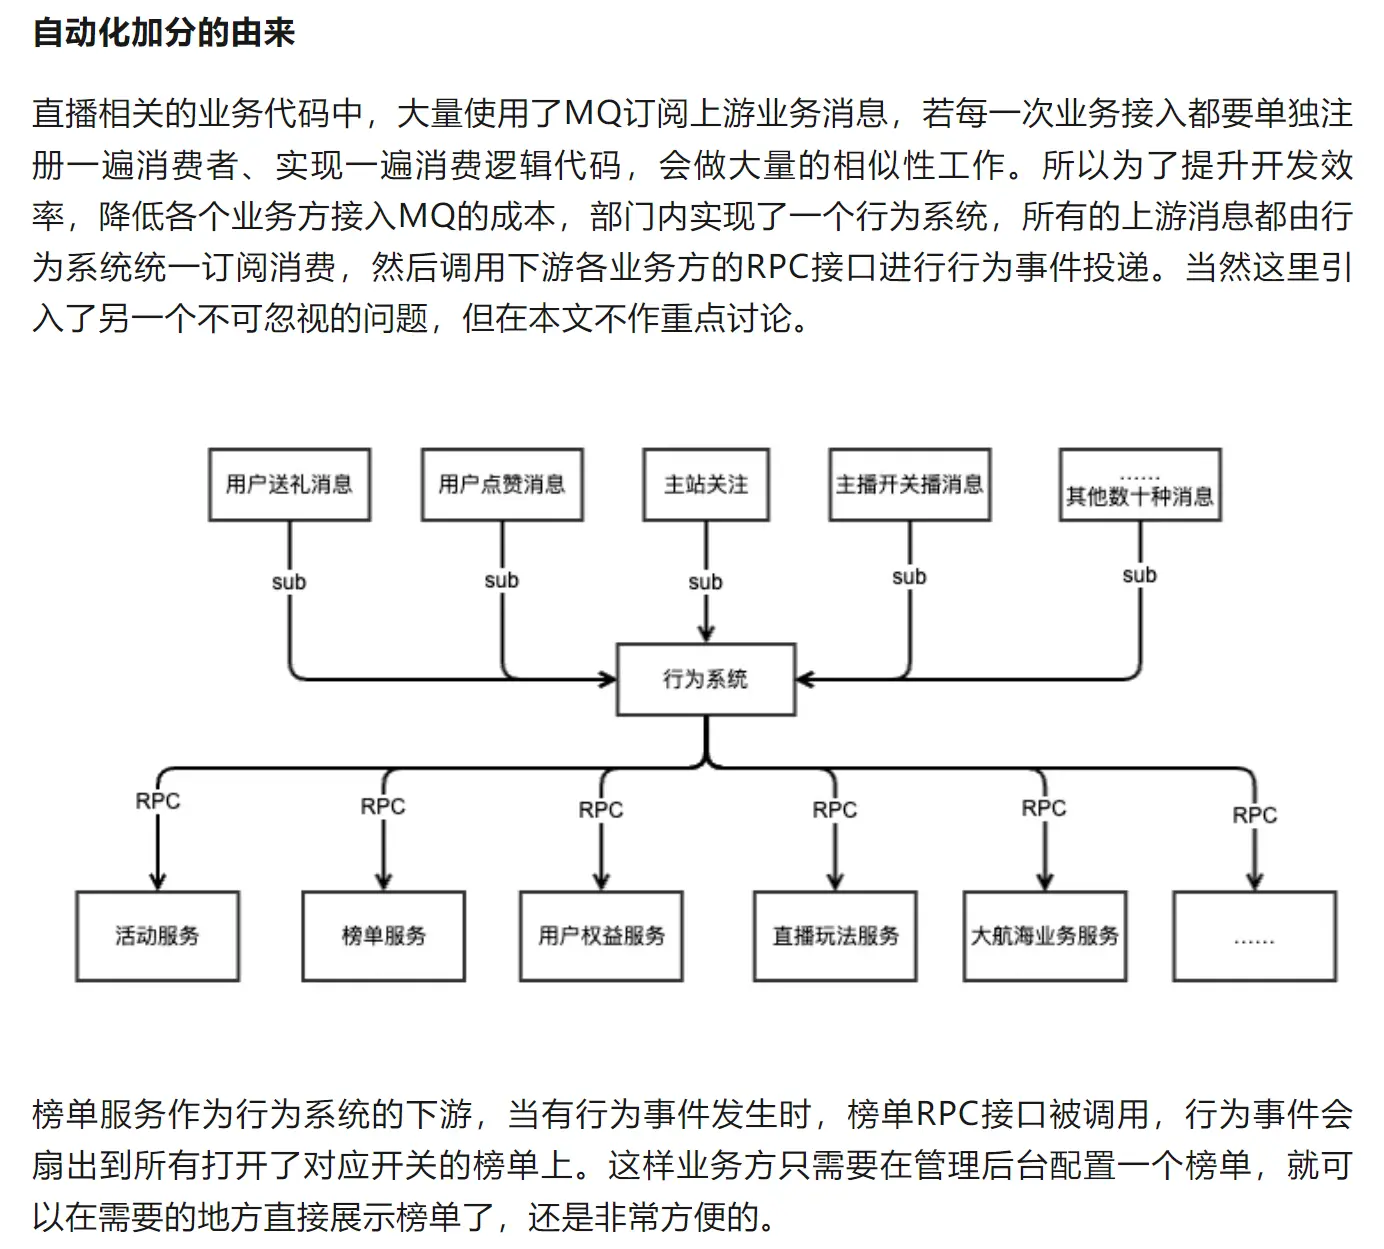 自动化加分的由来
直播相关的业务代码中，大量使用了MQ订阅上游业务消息，若每一次业务接入都要单独注
册一遍消费者、实现一遍消费逻辑代码，会做大量的相似性工作。所以为了提升开发效
率，降低各个业务方接入MQ的成本，部门内实现了一个行为系统，所有的上游消息都由行
为系统统一订阅消费，然后调用下游各业务方的RPC接口进行行为事件投递。当然这里引
入了另一个不可忽视的问题，但在本文不作重点讨论。
用户送礼消息
用户点赞消息
主站关注
主播开关播消息
……
其他数十种消息
sub
sub
sub
sub
sub
行为系统
RPC
RPC
RPC
RPC
RPC
RPC
活动服务
榜单服务
用户权益服务
直播玩法服务
大航海业务服务
……
榜单服务作为行为系统的下游，当有行为事件发生时，榜单RPC接口被调用，行为事件会
扇出到所有打开了对应开关的榜单上。这样业务方只需要在管理后台配置一个榜单，就可
以在需要的地方直接展示榜单了，还是非常方便的。